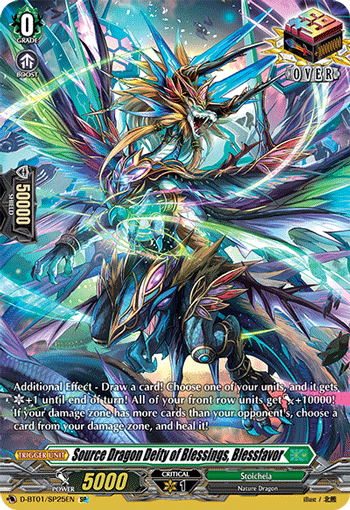 0
GRADE
BOOST
OVER
50000
SHIELD
Additional Effect - Draw a card! Choose one of your units, and it gets
+1 until end of turn! All of your front row units get +10000!
If your damage zone has more cards than your opponent's, choose a
card from your damage zone, and heal it!
TRIGGER UNIT
Source Dragon Deity of Blessings, Blessfavor
POWER
5000
CRITICAL
1
Stoicheia
Nature Dragon
D-BT01/SP25EN SP
illus / 北熊